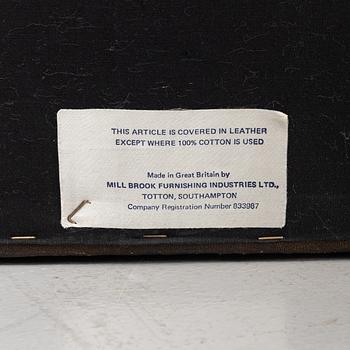 THIS ARTICLE IS COVERED IN LEATHER
EXCEPT WHERE 100% COTTON IS USED
Made in Great Britain by
MILL BROOK FURNISHING INDUSTRIES LTD.,
TOTTON, SOUTHAMPTON
Company Registration Number 833987